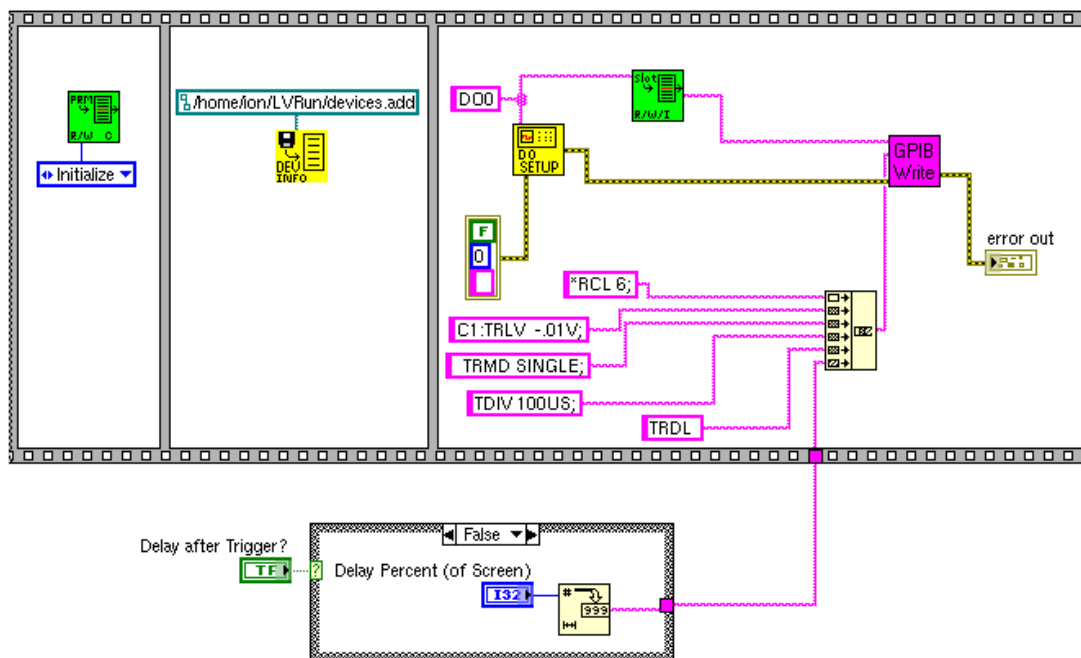 PRM
R/W C
Initialize
/home/ion/LVRun/devices.add
DEV
INFO
DO0
Slot
R/W/I
DO
SETUP
GPIB
Write
F
0
error out
*RCL 6;
C1:TRLV -.01V;
TRMD SINGLE;
TDIV 100US;
TRDL
False
Delay after Trigger?
TF
?
Delay Percent (of Screen)
I32
#
999